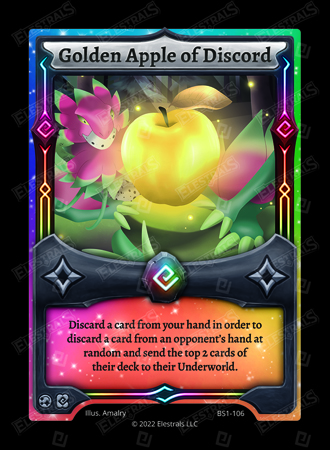 Golden Apple of Discord
Discard a card from your hand in order to
discard a card from an opponent's hand at
random and send the top 2 cards of
their deck to their Underworld.
Illus. Amalry
BS1-106
© 2022 Elestrals LLC
ELESTRALS